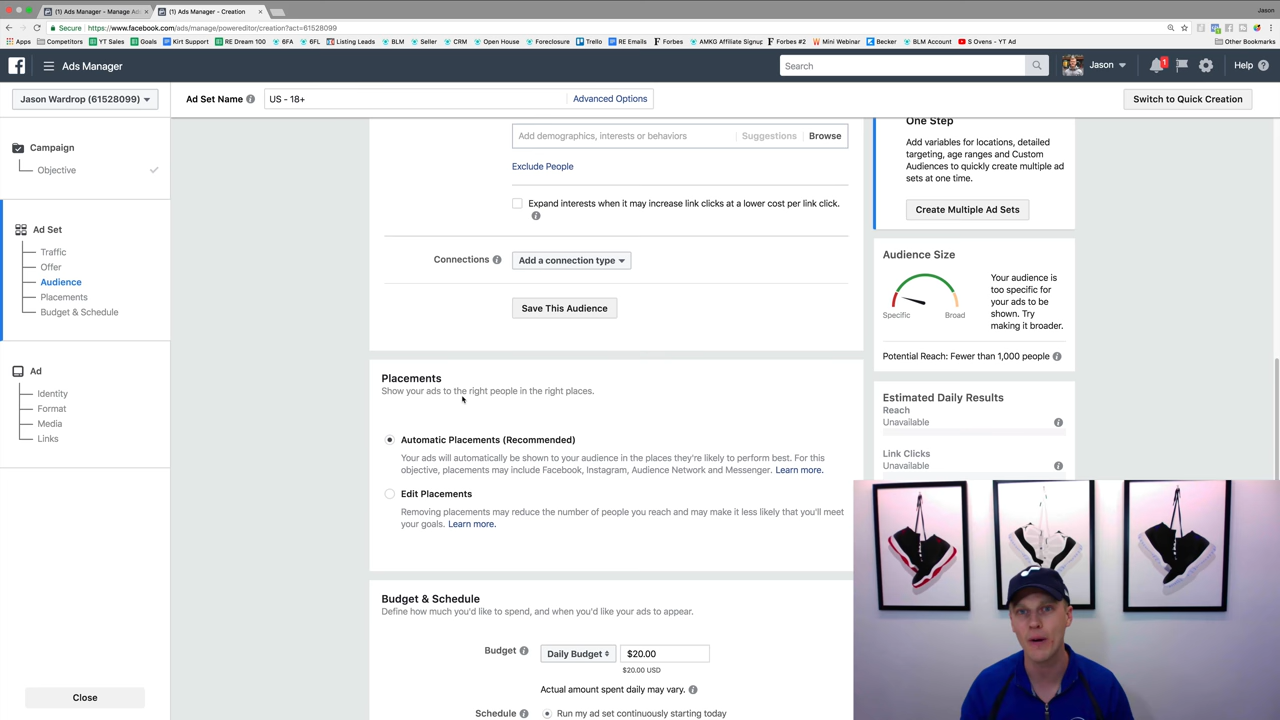 (1) Ads Manager - Manage Ad
(1) Ads Manager - Creation
Jason
Secure
https://www.facebook.com/ads/manage/powereditor/creation?act=61528099
Apps
Competitors
YT Sales
Goals
Kirt Support
RE Dream 100
6FA
6FL
Listing Leads
BLM
Seller
CRM
Open House
Foreclosure
Trello
RE Emails
Forbes
AMKG Affiliate Signup
Forbes #2
Mini Webinar
Becker
BLM Account
S Ovens - YT Ad
Other Bookmarks
Ads Manager
Search
Jason
1
Help
Jason Wardrop (61528099)
Ad Set Name
US - 18+
Advanced Options
Switch to Quick Creation
Campaign
Objective
Ad Set
Traffic
Offer
Audience
Placements
Budget & Schedule
Ad
Identity
Format
Media
Links
Close
Add demographics, interests or behaviors
Suggestions
Browse
Exclude People
Expand interests when it may increase link clicks at a lower cost per link click.
Connections
Add a connection type
Save This Audience
Placements
Show your ads to the right people in the right places.
Automatic Placements (Recommended)
Your ads will automatically be shown to your audience in the places they're likely to perform best. For this
objective, placements may include Facebook, Instagram, Audience Network and Messenger. Learn more.
Edit Placements
Removing placements may reduce the number of people you reach and may make it less likely that you'll meet
your goals. Learn more.
Budget & Schedule
Define how much you'd like to spend, and when you'd like your ads to appear.
Budget
Daily Budget
$20.00
$20.00 USD
Actual amount spent daily may vary.
Schedule
Run my ad set continuously starting today
One Step
Add variables for locations, detailed
targeting, age ranges and Custom
Audiences to quickly create multiple ad
sets at one time.
Create Multiple Ad Sets
Audience Size
Specific
Broad
Your audience is
too specific for
your ads to be
shown. Try
making it broader.
Potential Reach: Fewer than 1,000 people
Estimated Daily Results
Reach
Unavailable
Link Clicks
Unavailable